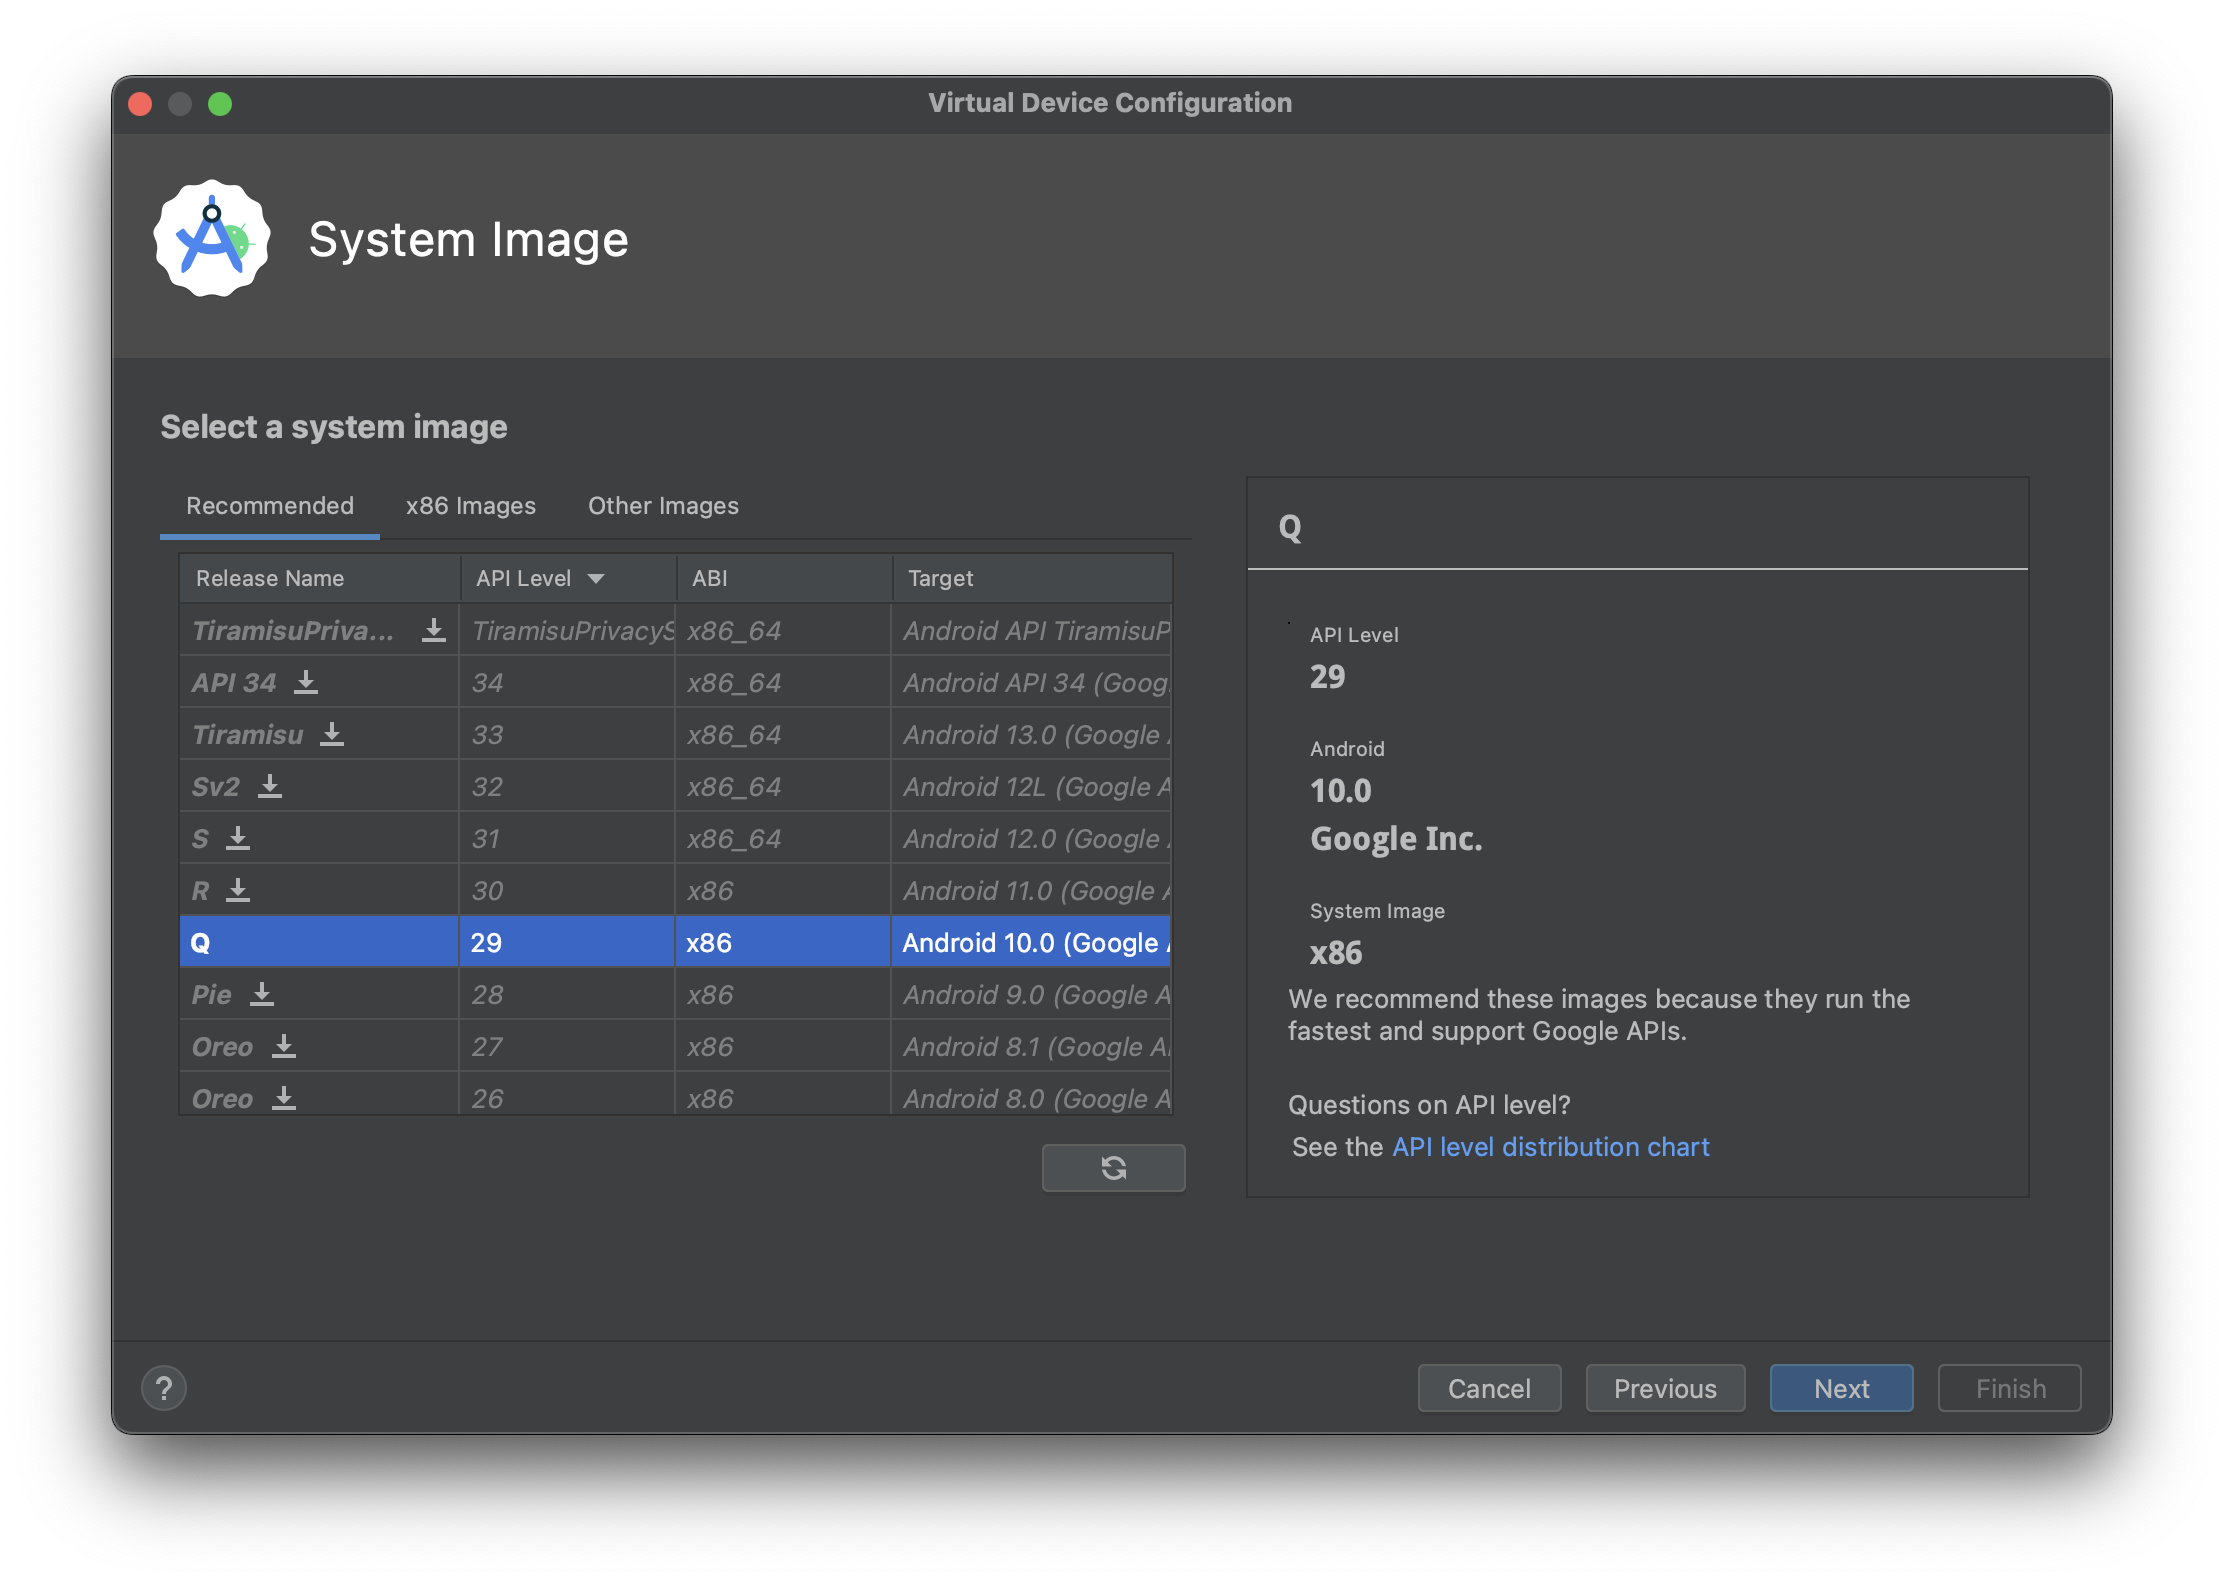 Virtual Device Configuration
System Image
Select a system image
Recommended x86 Images Other Images
Release Name API Level ABI Target
TiramisuPriva... TiramisuPrivacyS x86_64 Android API TiramisuP
API 34 34 x86_64 Android API 34 (Goog
Tiramisu 33 x86_64 Android 13.0 (Google
Sv2 32 x86_64 Android 12L (Google A
S 31 x86_64 Android 12.0 (Google
R 30 x86 Android 11.0 (Google A
Q 29 x86 Android 10.0 (Google
Pie 28 x86 Android 9.0 (Google A
Oreo 27 x86 Android 8.1 (Google A
Oreo 26 x86 Android 8.0 (Google A
Q
API Level
29
Android
10.0
Google Inc.
System Image
x86
We recommend these images because they run the
fastest and support Google APIs.
Questions on API level?
See the API level distribution chart
? Cancel Previous Next Finish